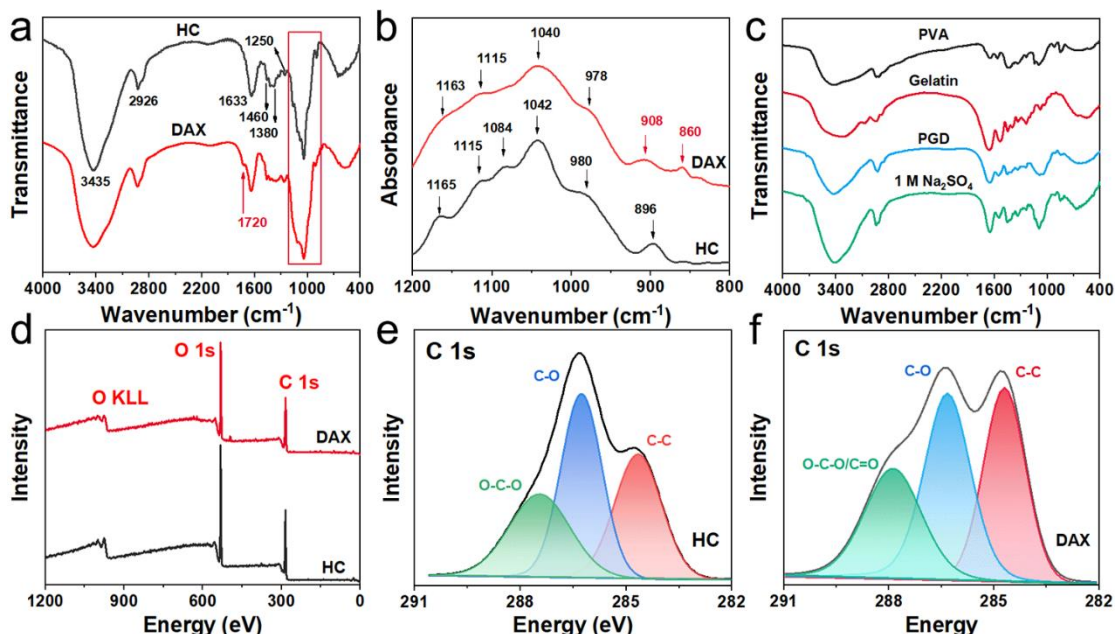 a
HC
1250
2926
1633
1460
1380
DAX
3435
1720
Transmittance
4000 3400 2800 2200 1600 1000 400
Wavenumber (cm⁻¹)
b
1040
1115
1163
978
908
860
1042
1084
1115
DAX
980
1165
896
HC
Absorbance
1200 1100 1000 900 800
Wavenumber (cm⁻¹)
c
PVA
Gelatin
PGD
1 M Na₂SO₄
Transmittance
4000 3400 2800 2200 1600 1000 400
Wavenumber (cm⁻¹)
d
O 1s
O KLL
C 1s
DAX
HC
Intensity
1200 900 600 300 0
Energy (eV)
e
C 1s
C-O
C-C
O-C-O
HC
Intensity
291 288 285 282
Energy (eV)
f
C 1s
C-O
C-C
O-C-O/C=O
DAX
Intensity
291 288 285 282
Energy